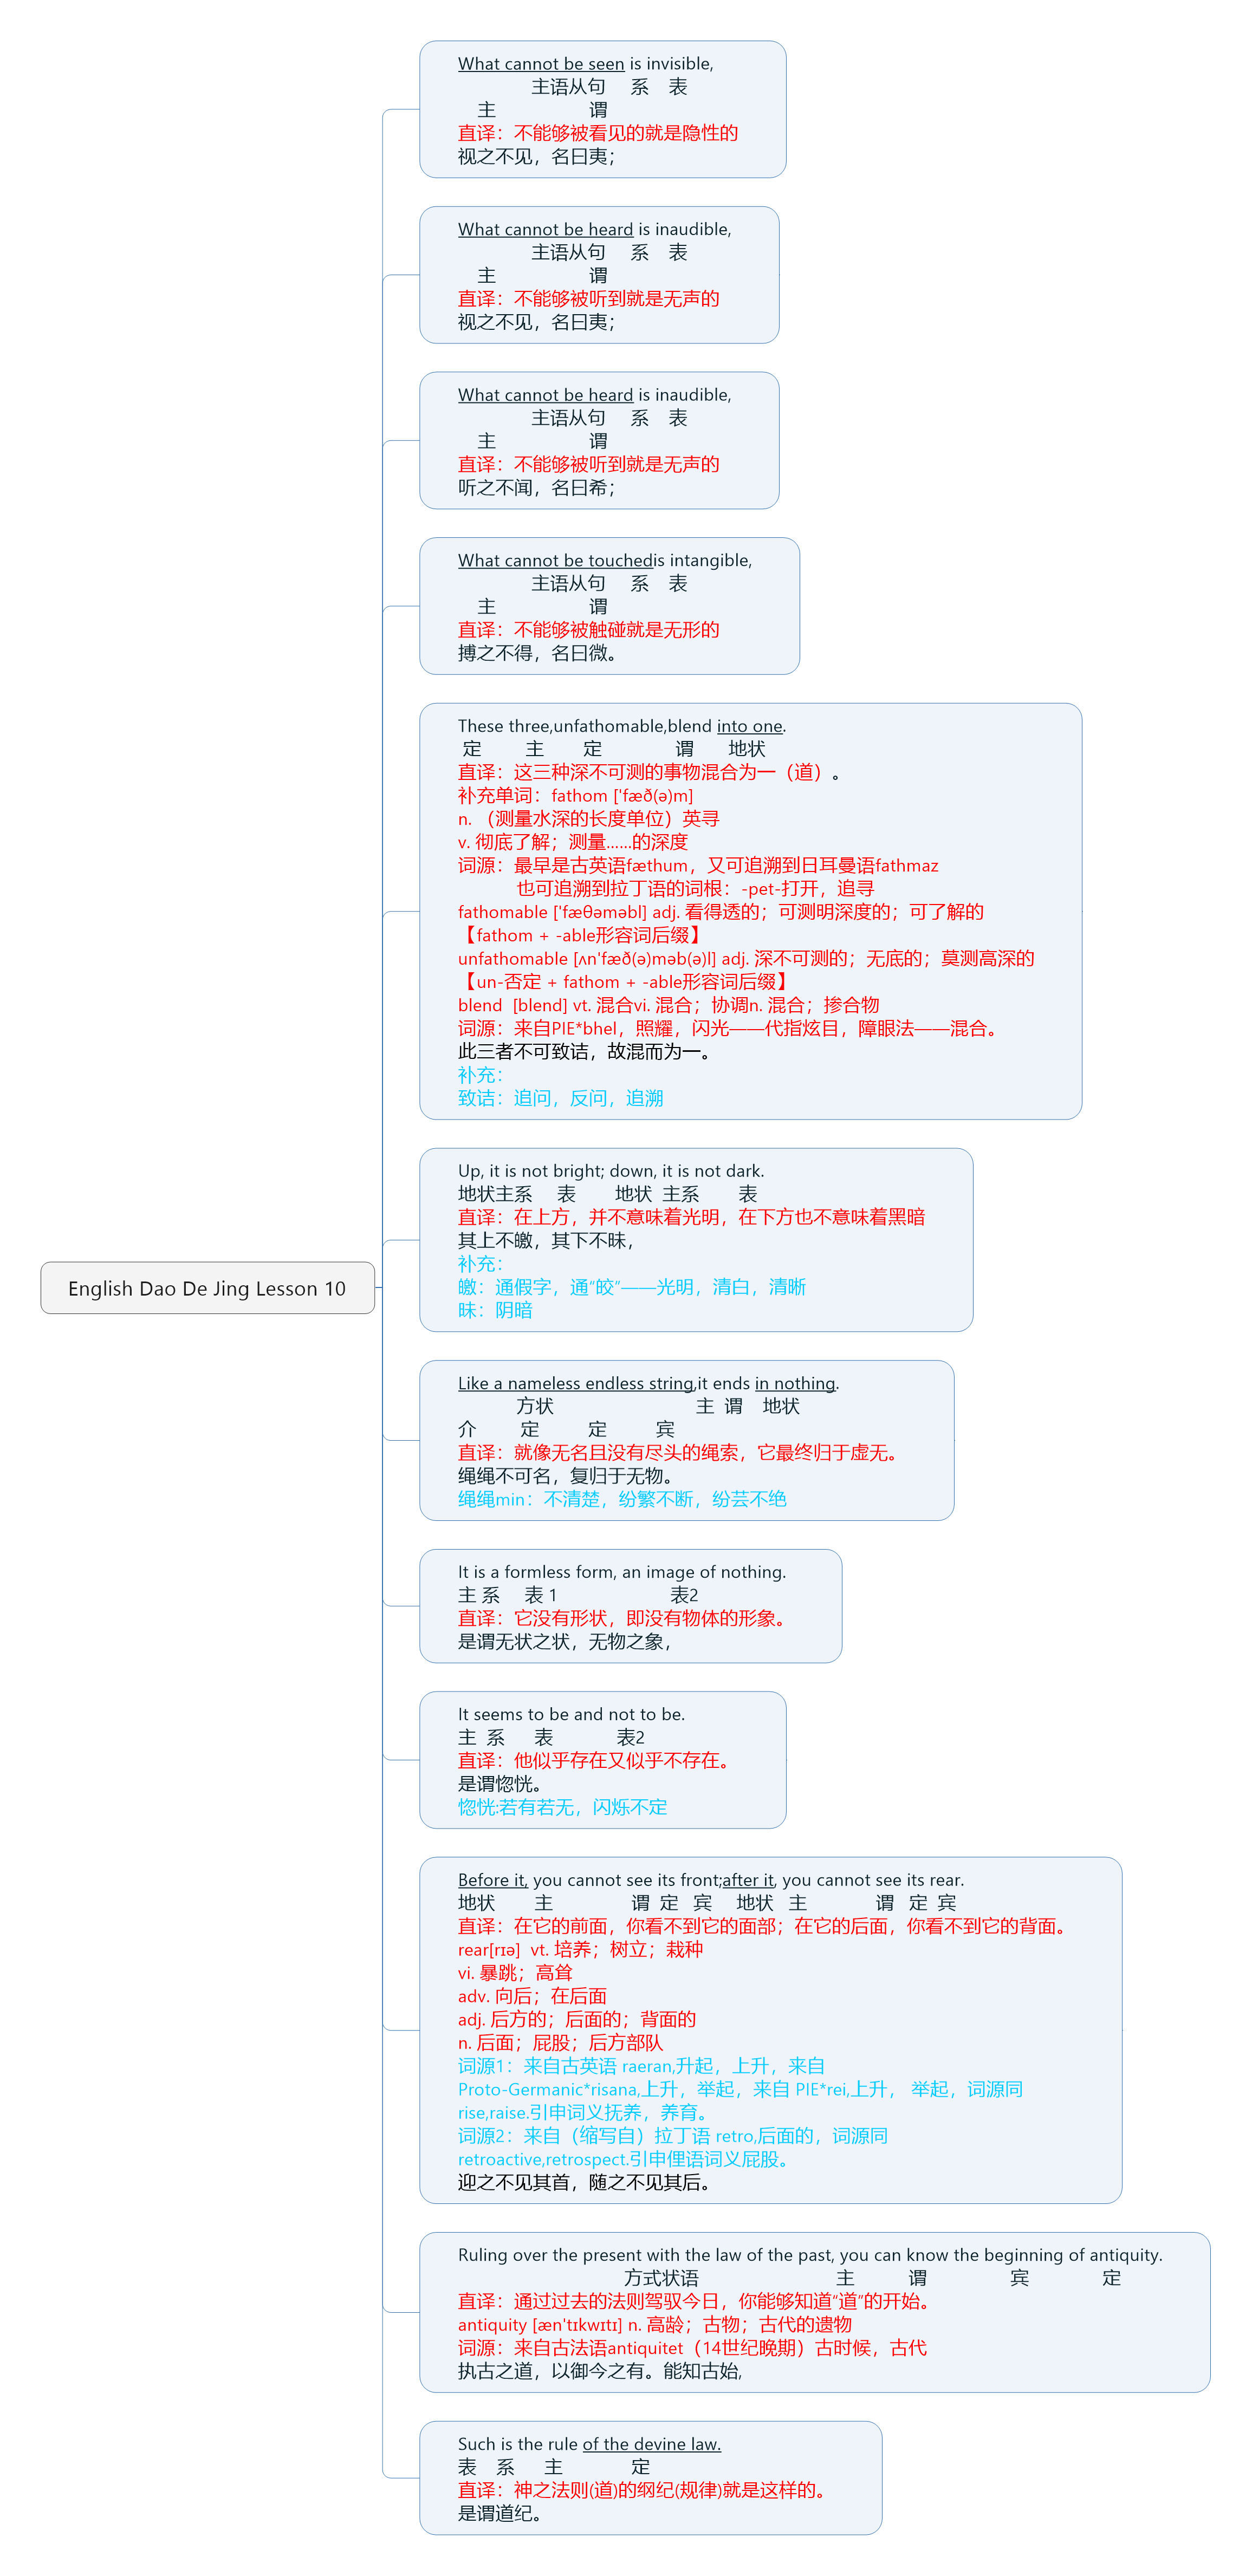 English Dao De Jing Lesson 10
What cannot be seen is invisible,
主语从句 系 表
主 谓
直译：不能够被看见的就是隐性的
视之不见，名曰夷；
What cannot be heard is inaudible,
主语从句 系 表
主 谓
直译：不能够被听到就是无声的
视之不见，名曰夷；
What cannot be heard is inaudible,
主语从句 系 表
主 谓
直译：不能够被听到就是无声的
听之不闻，名曰希；
What cannot be touchedis intangible,
主语从句 系 表
主 谓
直译：不能够被触碰就是无形的
搏之不得，名曰微。
These three,unfathomable,blend into one.
定 主 定 谓 地状
直译：这三种深不可测的事物混合为一（道）。
补充单词：fathom ['fæð(ə)m]
n. （测量水深的长度单位）英寻
v. 彻底了解；测量……的深度
词源：最早是古英语fæthum，又可追溯到日耳曼语fathmaz
也可追溯到拉丁语的词根：-pet-打开，追寻
fathomable ['fæθəməbl] adj. 看得透的；可测明深度的；可了解的
【fathom + -able形容词后缀】
unfathomable [ʌn'fæð(ə)məb(ə)l] adj. 深不可测的；无底的；莫测高深的
【un-否定 + fathom + -able形容词后缀】
blend [blend] vt. 混合vi. 混合；协调n. 混合；掺合物
词源：来自PIE*bhel，照耀，闪光——代指炫目，障眼法——混合。
此三者不可致诘，故混而为一。
补充：
致诘：追问，反问，追溯
Up, it is not bright; down, it is not dark.
地状主系 表 地状 主系 表
直译：在上方，并不意味着光明，在下方也不意味着黑暗
其上不皦，其下不昧，
补充：
皦：通假字，通“皎”——光明，清白，清晰
昧：阴暗
Like a nameless endless string,it ends in nothing.
方状 主 谓 地状
介 定 定 宾
直译：就像无名且没有尽头的绳索，它最终归于虚无。
绳绳不可名，复归于无物。
绳绳min：不清楚，纷繁不断，纷芸不绝
It is a formless form, an image of nothing.
主 系 表 1 表2
直译：它没有形状，即没有物体的形象。
是谓无状之状，无物之象，
It seems to be and not to be.
主 系 表 表2
直译：他似乎存在又似乎不存在。
是谓惚恍。
惚恍:若有若无，闪烁不定
Before it, you cannot see its front;after it, you cannot see its rear.
地状 主 谓 定 宾 地状 主 谓 定 宾
直译：在它的前面，你看不到它的面部；在它的后面，你看不到它的背面。
rear[rɪə] vt. 培养；树立；栽种
vi. 暴跳；高耸
adv. 向后；在后面
adj. 后方的；后面的；背面的
n. 后面；屁股；后方部队
词源1：来自古英语 raeran,升起，上升，来自
Proto-Germanic*risana,上升，举起，来自 PIE*rei,上升， 举起，词源同
rise,raise.引申词义抚养，养育。
词源2：来自（缩写自）拉丁语 retro,后面的，词源同
retroactive,retrospect.引申俚语词义屁股。
迎之不见其首，随之不见其后。
Ruling over the present with the law of the past, you can know the beginning of antiquity.
方式状语 主 谓 宾 定
直译：通过过去的法则驾驭今日，你能够知道“道”的开始。
antiquity [æn'tɪkwɪtɪ] n. 高龄；古物；古代的遗物
词源：来自古法语antiquitet（14世纪晚期）古时候，古代
执古之道，以御今之有。能知古始,
Such is the rule of the devine law.
表 系 主 定
直译：神之法则(道)的纲纪(规律)就是这样的。
是谓道纪。